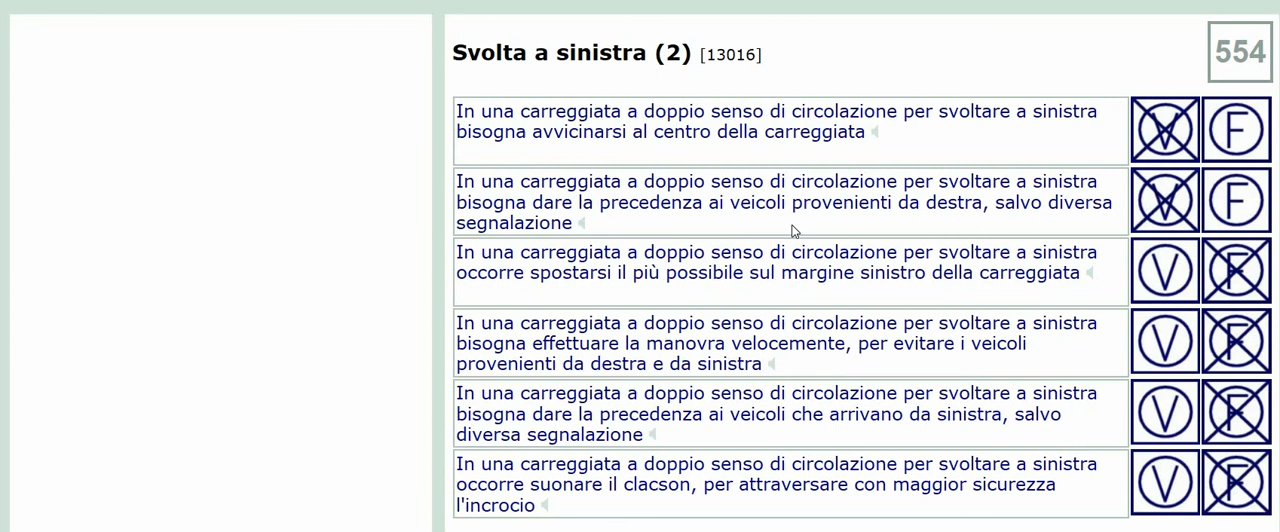 Svolta a sinistra (2) [13016]
554
In una carreggiata a doppio senso di circolazione per svoltare a sinistra
bisogna avvicinarsi al centro della carreggiata
V F
In una carreggiata a doppio senso di circolazione per svoltare a sinistra
bisogna dare la precedenza ai veicoli provenienti da destra, salvo diversa
segnalazione
V F
In una carreggiata a doppio senso di circolazione per svoltare a sinistra
occorre spostarsi il più possibile sul margine sinistro della carreggiata
V F
In una carreggiata a doppio senso di circolazione per svoltare a sinistra
bisogna effettuare la manovra velocemente, per evitare i veicoli
provenienti da destra e da sinistra
V F
In una carreggiata a doppio senso di circolazione per svoltare a sinistra
bisogna dare la precedenza ai veicoli che arrivano da sinistra, salvo
diversa segnalazione
V F
In una carreggiata a doppio senso di circolazione per svoltare a sinistra
occorre suonare il clacson, per attraversare con maggior sicurezza
l'incrocio
V F